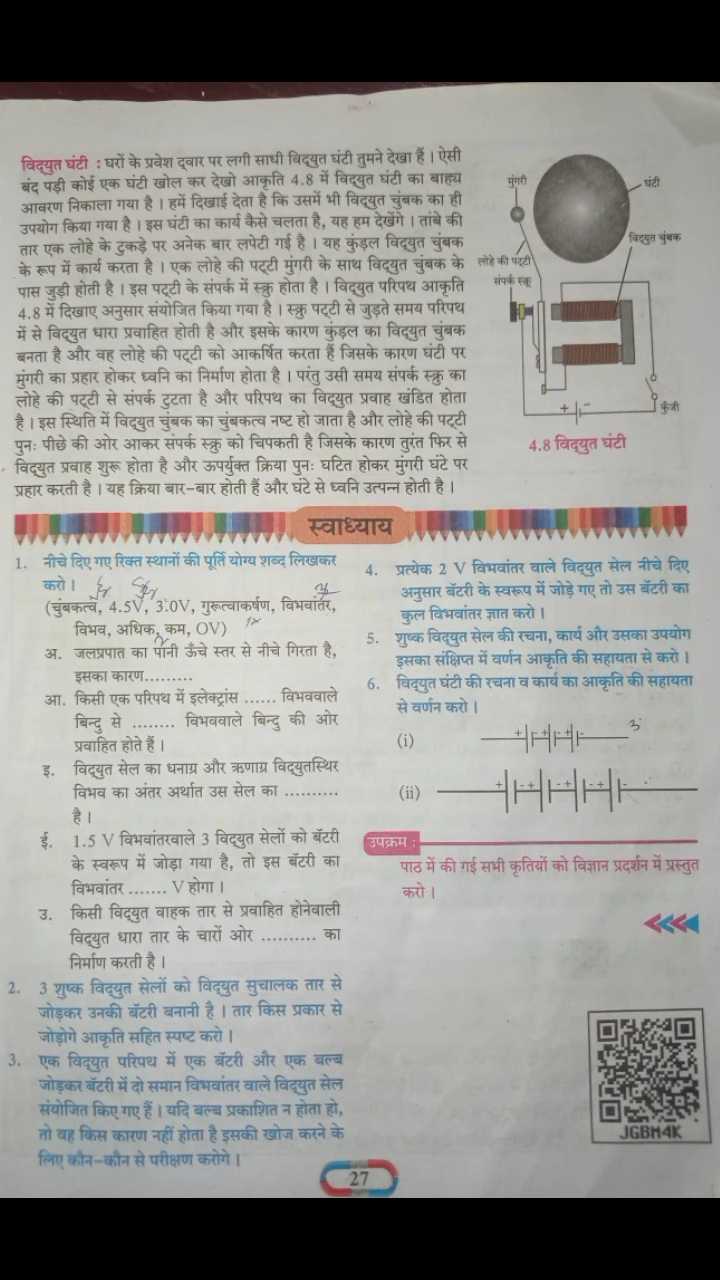 विद्युत घंटी : घरों के प्रवेश द्वार पर लगी साधी विद्युत घंटी तुमने देखा हैं । ऐसी
बंद पड़ी कोई एक घंटी खोल कर देखो आकृति 4.8 में विद्युत घंटी का बाह्य
आवरण निकाला गया है । हमें दिखाई देता है कि उसमें भी विद्युत चुंबक का ही
उपयोग किया गया है । इस घंटी का कार्य कैसे चलता है, यह हम देखेंगे । तांबे की
तार एक लोहे के टुकड़े पर अनेक बार लपेटी गई है । यह कुंड़ल विद्युत चुंबक
के रूप में कार्य करता है । एक लोहे की पट्टी मुंगरी के साथ विद्युत चुंबक के
पास जुड़ी होती है । इस पट्टी के संपर्क में स्क्रु होता है । विद्युत परिपथ आकृति
4.8 में दिखाए अनुसार संयोजित किया गया है । स्क्रु पट्टी से जुड़ते समय परिपथ
में से विद्युत धारा प्रवाहित होती है और इसके कारण कुंड़ल का विद्युत चुंबक
बनता है और वह लोहे की पट्टी को आकर्षित करता हैं जिसके कारण घंटी पर
मुंगरी का प्रहार होकर ध्वनि का निर्माण होता है । परंतु उसी समय संपर्क स्क्रु का
लोहे की पट्टी से संपर्क टुटता है और परिपथ का विद्युत प्रवाह खंडित होता
है । इस स्थिति में विद्युत चुंबक का चुंबकत्व नष्ट हो जाता है और लोहे की पट्टी
पुनः पीछे की ओर आकर संपर्क स्क्रु को चिपकती है जिसके कारण तुरंत फिर से
विद्युत प्रवाह शुरू होता है और ऊपर्युक्त क्रिया पुनः घटित होकर मुंगरी घंटे पर
प्रहार करती है । यह क्रिया बार-बार होती हैं और घंटे से ध्वनि उत्पन्न होती है ।
मुंगरी
घंटी
विद्युत चुंबक
लोहे की पट्टी
संपर्क स्क्रू
+ -
कुँजी
4.8 विद्युत घंटी
स्वाध्याय
1. नीचे दिए गए रिक्त स्थानों की पूर्ति योग्य शब्द लिखकर
करो ।
(चुंबकत्व, 4.5V, 3.0V, गुरूत्वाकर्षण, विभवांतर,
विभव, अधिक, कम, OV)
अ. जलप्रपात का पानी ऊँचे स्तर से नीचे गिरता है,
इसका कारण.........
आ. किसी एक परिपथ में इलेक्ट्रांस ...... विभववाले
बिन्दु से ........ विभववाले बिन्दु की ओर
प्रवाहित होते हैं ।
इ. विद्युत सेल का धनाग्र और ऋणाग्र विद्युतस्थिर
विभव का अंतर अर्थात उस सेल का ..........
है ।
ई. 1.5 V विभवांतरवाले 3 विद्युत सेलों को बॅटरी
के स्वरूप में जोड़ा गया है, तो इस बॅटरी का
विभवांतर ....... V होगा ।
उ. किसी विद्युत वाहक तार से प्रवाहित होनेवाली
विद्युत धारा तार के चारों ओर .......... का
निर्माण करती है ।
2. 3 शुष्क विद्युत सेलों को विद्युत सुचालक तार से
जोड़कर उनकी बॅटरी बनानी है । तार किस प्रकार से
जोड़ोगे आकृति सहित स्पष्ट करो ।
3. एक विद्युत परिपथ में एक बॅटरी और एक बल्ब
जोड़कर बॅटरी में दो समान विभवांतर वाले विद्युत सेल
संयोजित किए गए हैं । यदि बल्ब प्रकाशित न होता हो,
तो वह किस कारण नहीं होता है इसकी खोज करने के
लिए कौन-कौन से परीक्षण करोगे ।
4. प्रत्येक 2 V विभवांतर वाले विद्युत सेल नीचे दिए
अनुसार बॅटरी के स्वरूप में जोड़े गए तो उस बॅटरी का
कुल विभवांतर ज्ञात करो ।
5. शुष्क विद्युत सेल की रचना, कार्य और उसका उपयोग
इसका संक्षिप्त में वर्णन आकृति की सहायता से करो ।
6. विद्युत घंटी की रचना व कार्य का आकृति की सहायता
से वर्णन करो ।
(i) + - + - + -
(ii) + - + - + - + -
उपक्रम :
पाठ में की गई सभी कृतियों को विज्ञान प्रदर्शन में प्रस्तुत
करो ।
JGBM4K
27